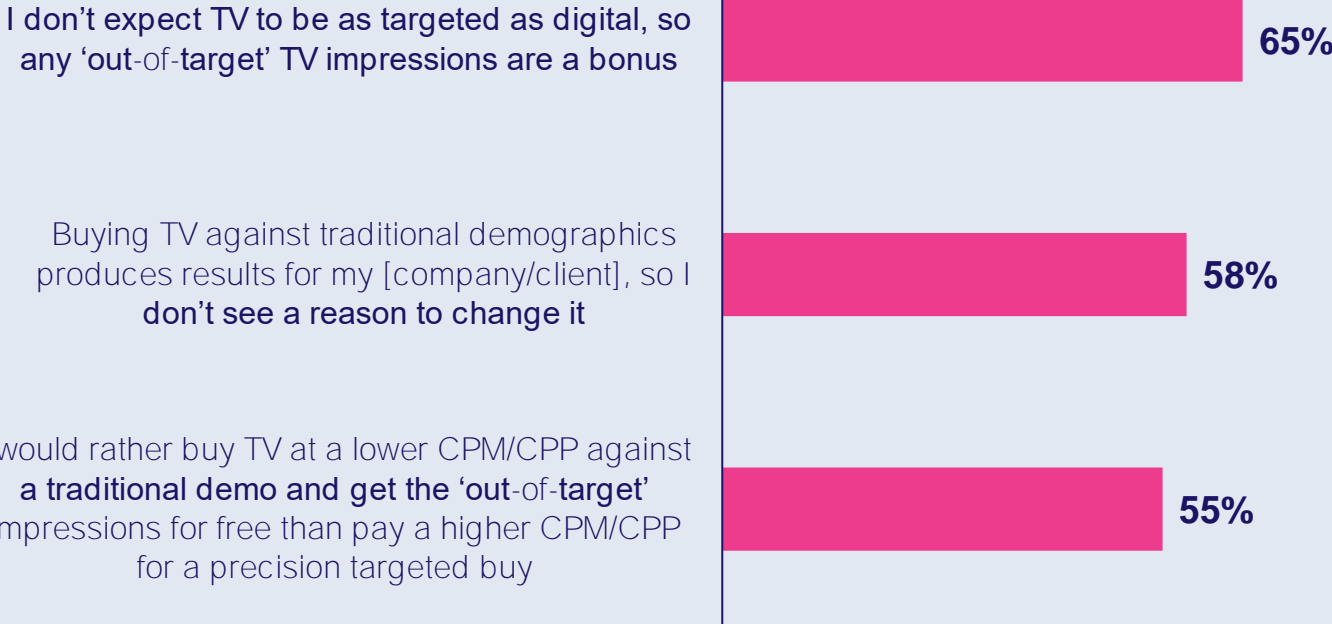 I don’t expect TV to be as targeted as digital, so
any ‘out-of-target’ TV impressions are a bonus
65%
Buying TV against traditional demographics
produces results for my [company/client], so I
don’t see a reason to change it
58%
would rather buy TV at a lower CPM/CPP against
a traditional demo and get the ‘out-of-target’
mpressions for free than pay a higher CPM/CPP
for a precision targeted buy
55%